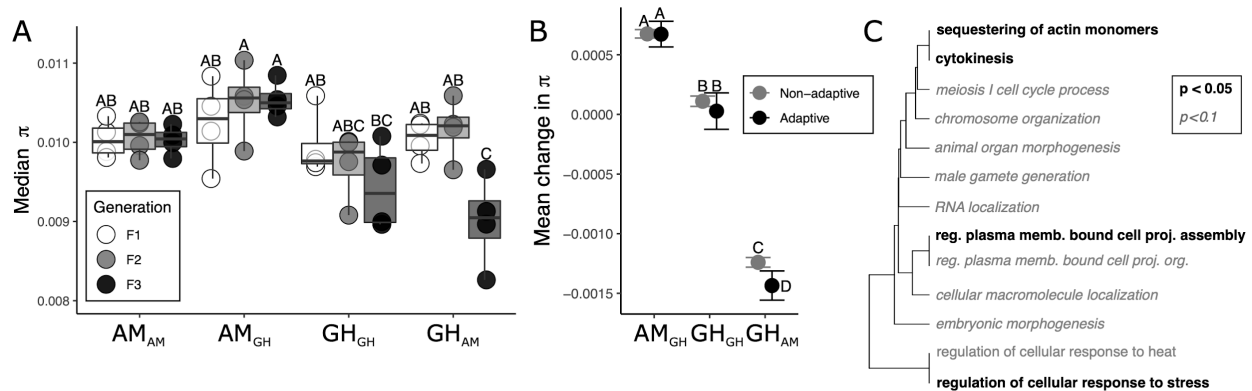 A
Median π
0.011
0.010
0.009
0.008
AB
AB
AB
AB
A
A
AB
ABC
BC
AB
AB
C
Generation
F1
F2
F3
AM_AM
AM_GH
GH_GH
GH_AM
B
Mean change in π
0.0005
0.0000
−0.0005
−0.0010
−0.0015
A
A
B
B
C
D
Non-adaptive
Adaptive
AM_GH
GH_GH
GH_AM
C
sequestering of actin monomers
cytokinesis
meiosis I cell cycle process
chromosome organization
animal organ morphogenesis
male gamete generation
RNA localization
reg. plasma memb. bound cell proj. assembly
reg. plasma memb. bound cell proj. org.
cellular macromolecule localization
embryonic morphogenesis
regulation of cellular response to heat
regulation of cellular response to stress
p < 0.05
p<0.1